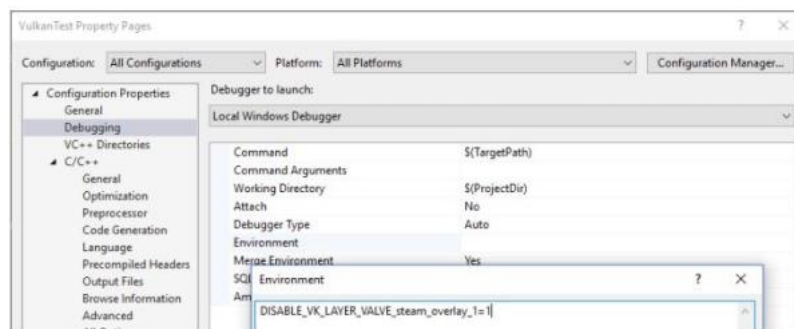 VulkanTest Property Pages ? ×
Configuration: All Configurations Platform: All Platforms Configuration Manager...
Configuration Properties
General
Debugging
VC++ Directories
C/C++
General
Optimization
Preprocessor
Code Generation
Language
Precompiled Headers
Output Files
Browse Information
Advanced
Debugger to launch:
Local Windows Debugger
Command $(TargetPath)
Command Arguments
Working Directory $(ProjectDir)
Attach No
Debugger Type Auto
Environment
Merge Environment Yes
Environment ? ×
DISABLE_VK_LAYER_VALVE_steam_overlay_1=1